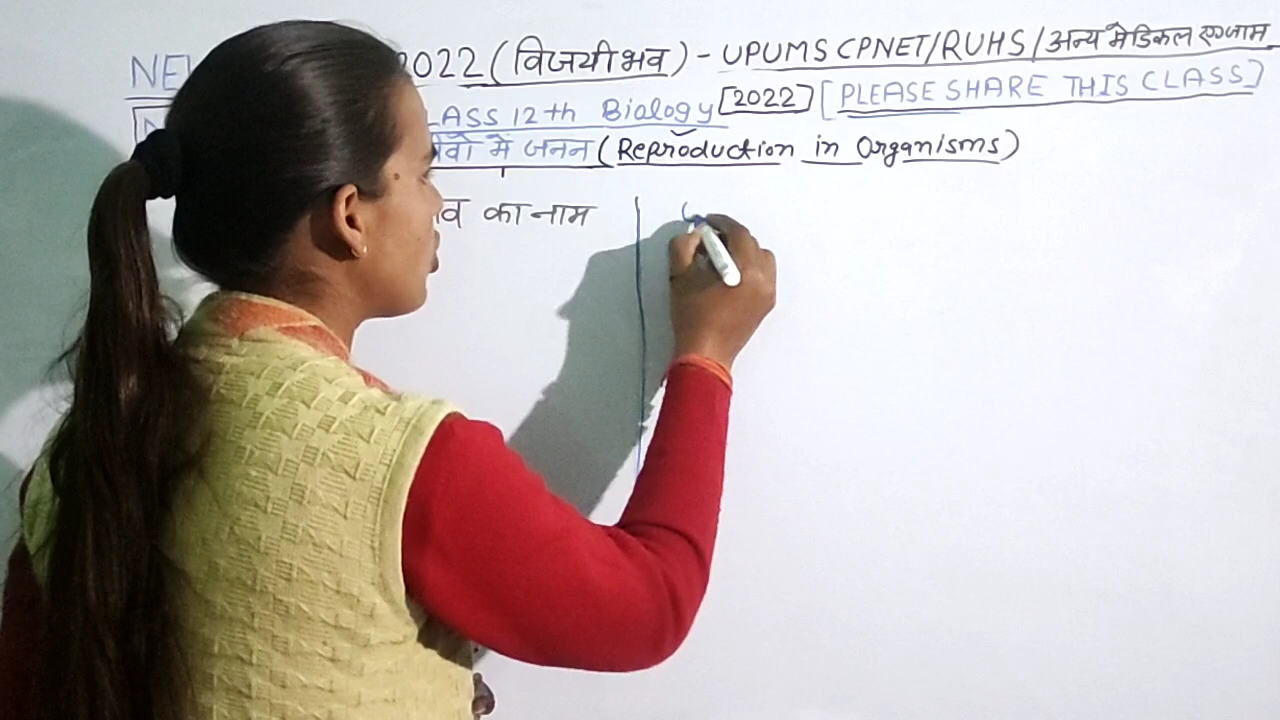 2022 (विजयी भव) - UPUMS CPNET/RUHS/अन्य मेडिकल एग्जाम
CLASS 12th Biology [2022] [PLEASE SHARE THIS CLASS]
में जनन (Reproduction in Organisms)
का नाम